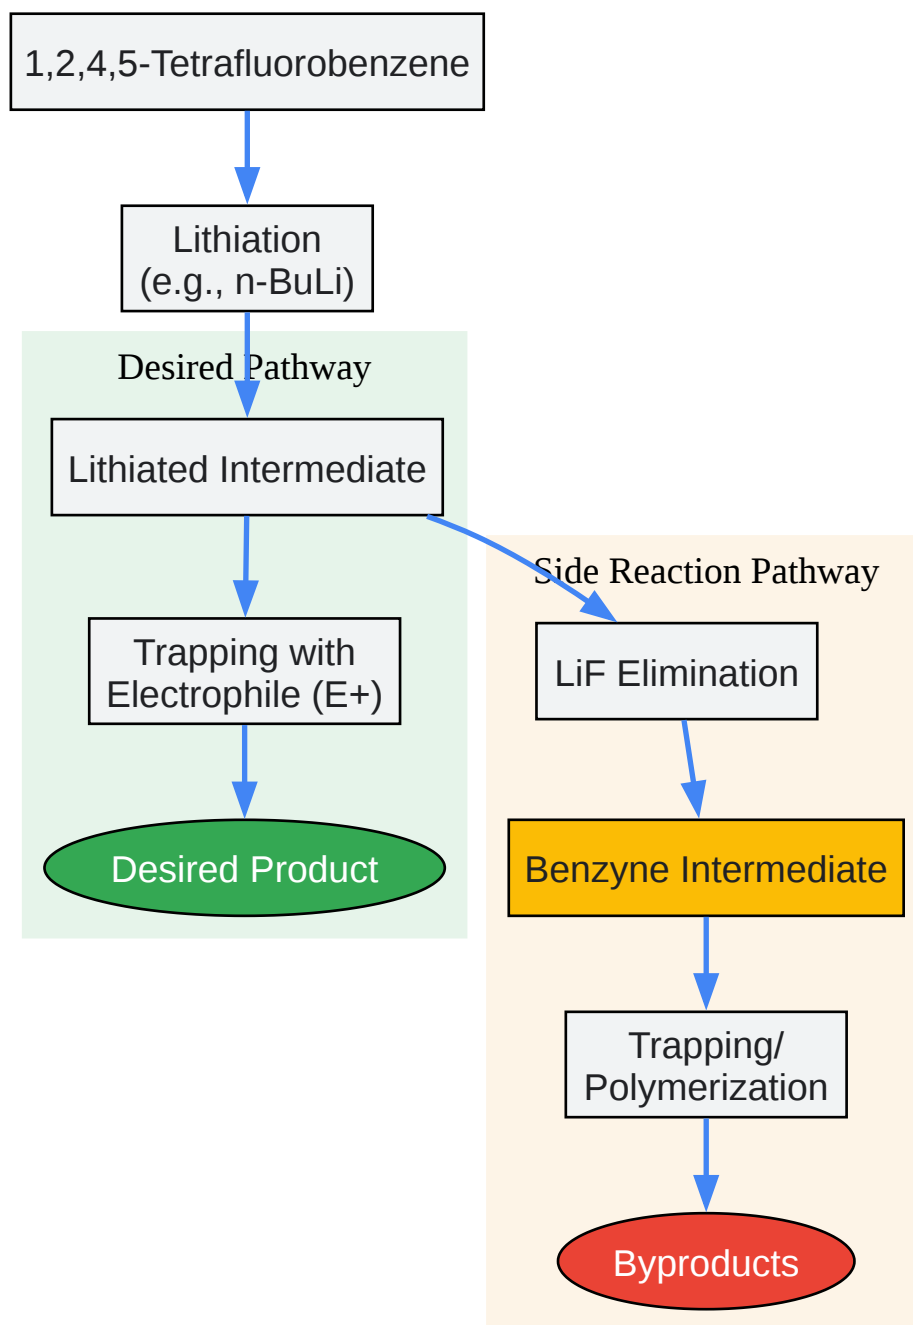 1,2,4,5-Tetrafluorobenzene
Lithiation
(e.g., n-BuLi)
Desired Pathway
Lithiated Intermediate
Trapping with
Electrophile (E+)
Desired Product
Side Reaction Pathway
LiF Elimination
Benzyne Intermediate
Trapping/
Polymerization
Byproducts